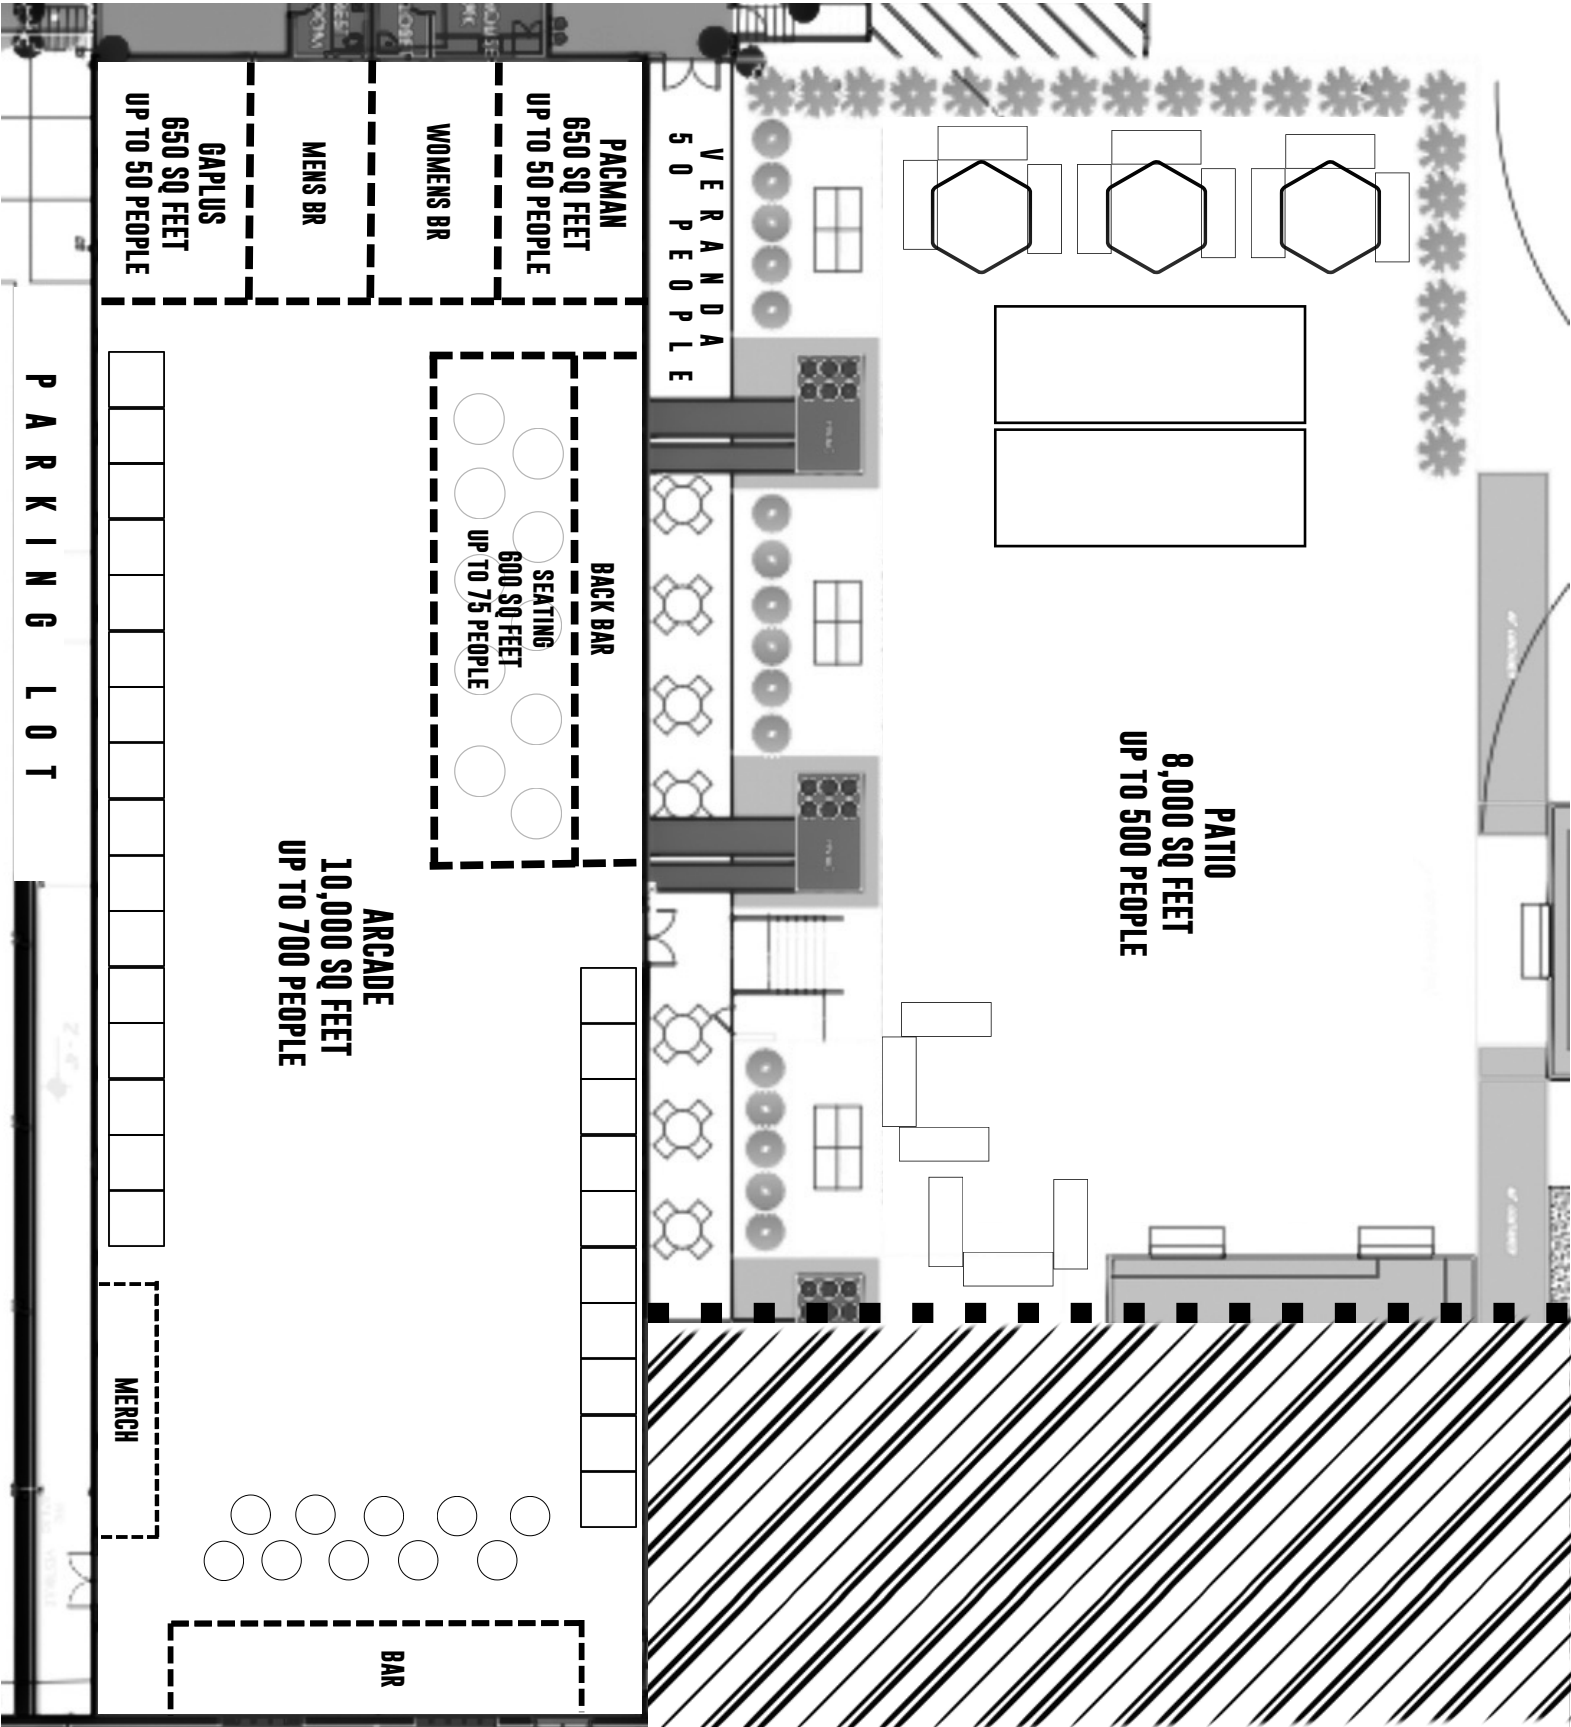 GAPLUS
650 SQ FEET
UP TO 50 PEOPLE
MENS BR
WOMENS BR
PACMAN
650 SQ FEET
UP TO 50 PEOPLE
VERANDA
50 PEOPLE
PARKING LOT
BACK BAR
SEATING
600 SQ FEET
UP TO 75 PEOPLE
ARCADE
10,000 SQ FEET
UP TO 700 PEOPLE
PATIO
8,000 SQ FEET
UP TO 500 PEOPLE
MERCH
BAR